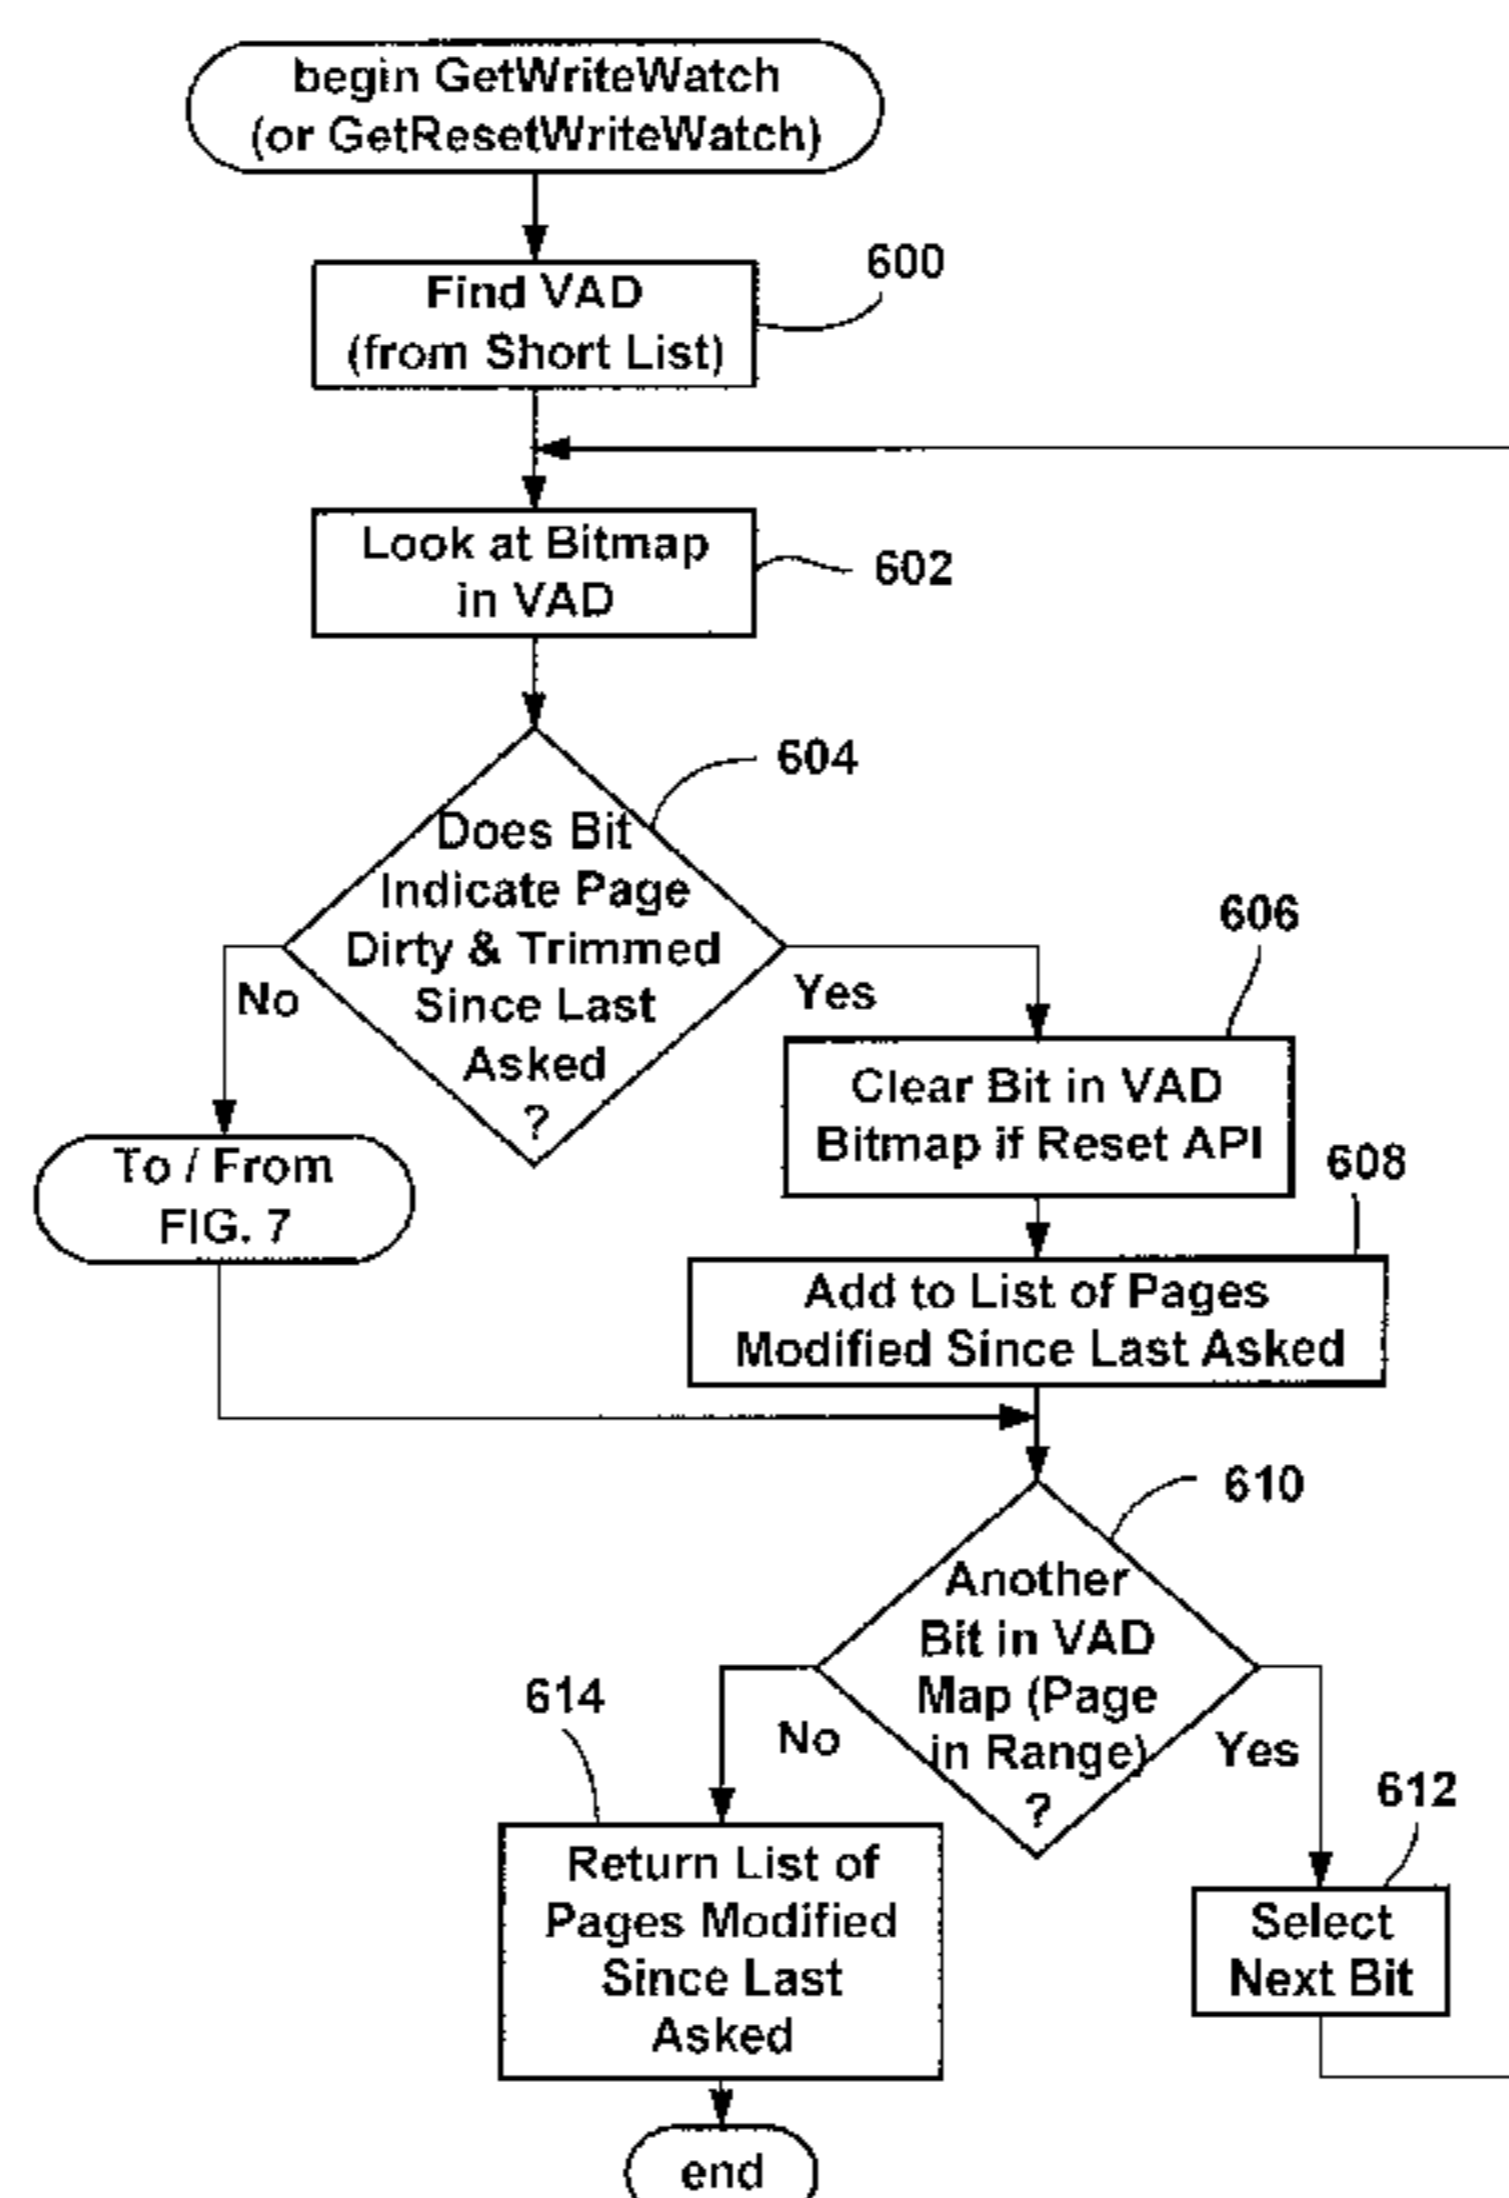 begin GetWriteWatch
(or GetResetWriteWatch)
600
Find VAD
(from Short List)
Look at Bitmap
in VAD
602
604
Does Bit
Indicate Page
Dirty & Trimmed
Since Last
Asked
?
No
Yes
606
Clear Bit in VAD
Bitmap if Reset API
To / From
FIG. 7
608
Add to List of Pages
Modified Since Last Asked
610
Another
Bit in VAD
Map (Page
in Range)
?
No
Yes
614
Return List of
Pages Modified
Since Last
Asked
612
Select
Next Bit
end